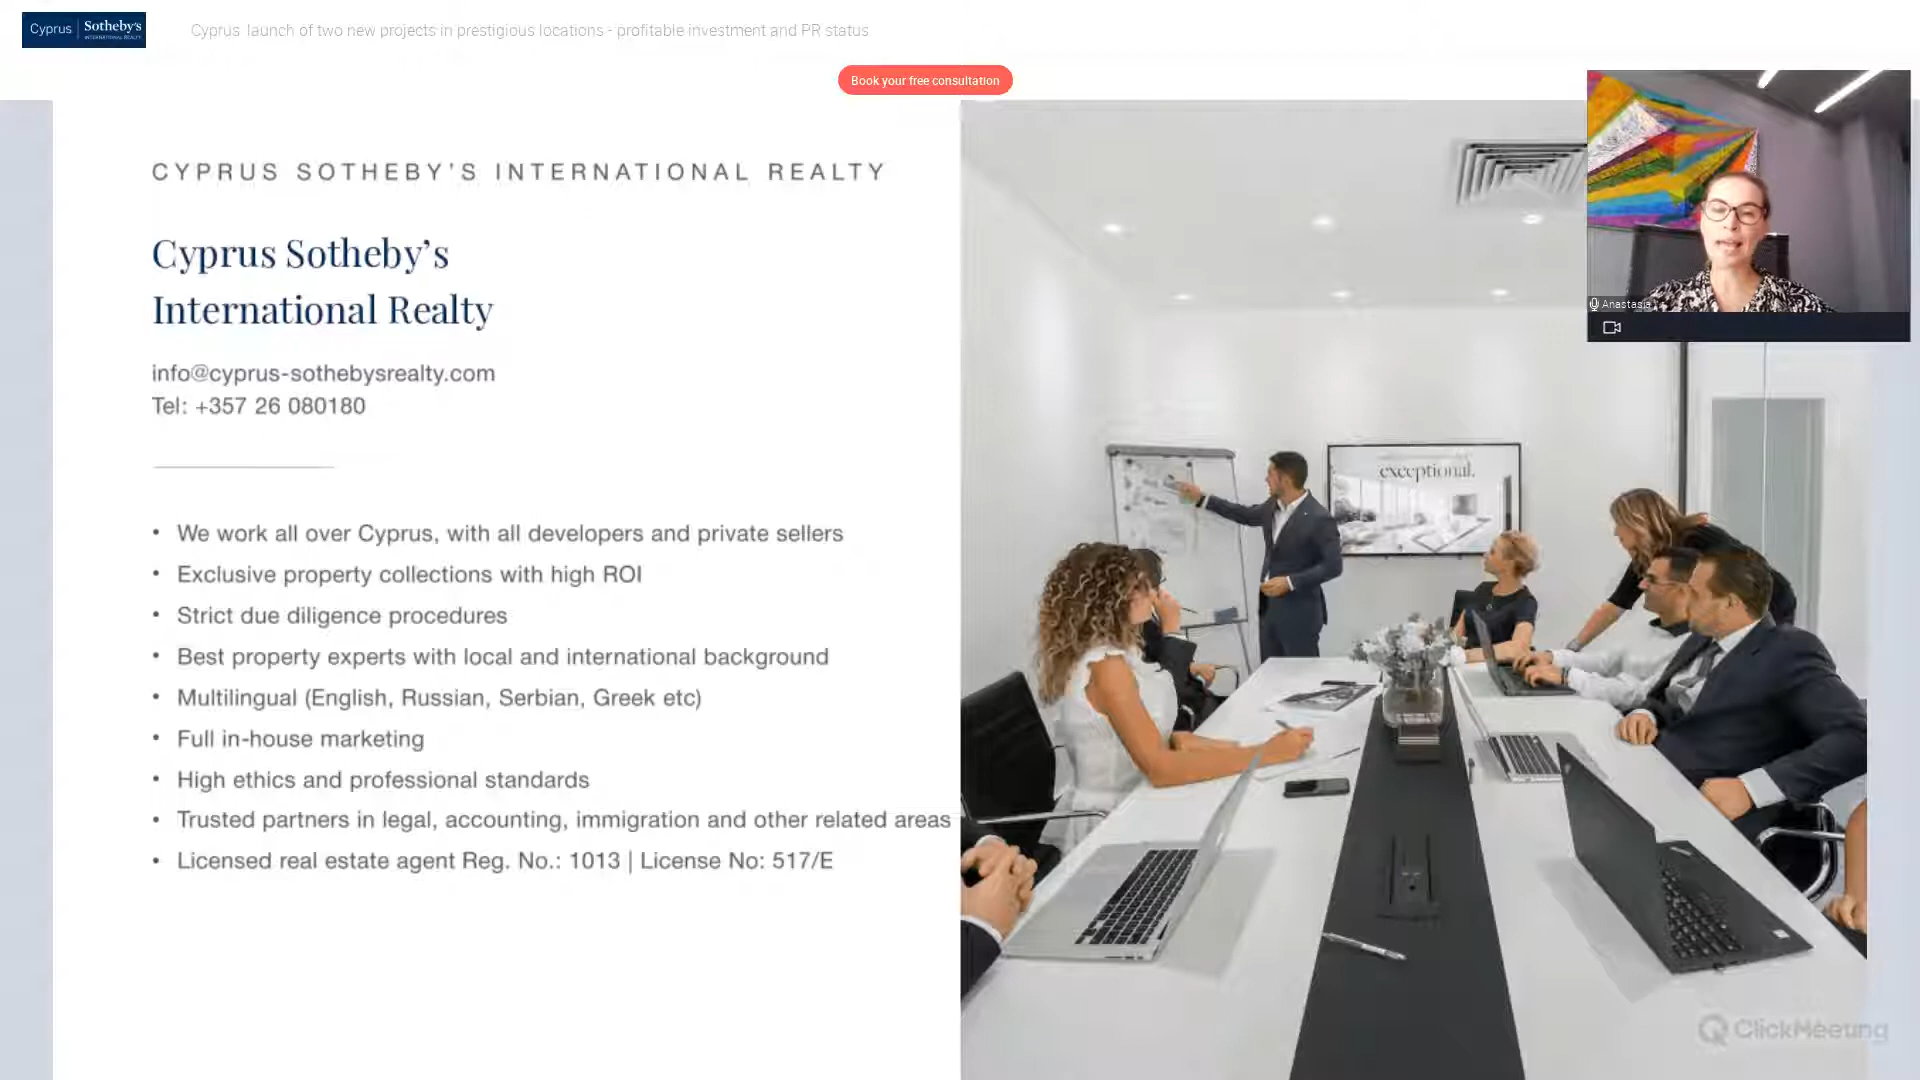 Cyprus | Sotheby's
INTERNATIONAL REALTY
Cyprus launch of two new projects in prestigious locations - profitable investment and PR status
Book your free consultation
CYPRUS SOTHEBY’S INTERNATIONAL REALTY
Cyprus Sotheby’s
International Realty
info@cyprus-sothebysrealty.com
Tel: +357 26 080180
• We work all over Cyprus, with all developers and private sellers
• Exclusive property collections with high ROI
• Strict due diligence procedures
• Best property experts with local and international background
• Multilingual (English, Russian, Serbian, Greek etc)
• Full in-house marketing
• High ethics and professional standards
• Trusted partners in legal, accounting, immigration and other related areas
• Licensed real estate agent Reg. No.: 1013 | License No: 517/E
exceptional.
Anastasia
ClickMeeting